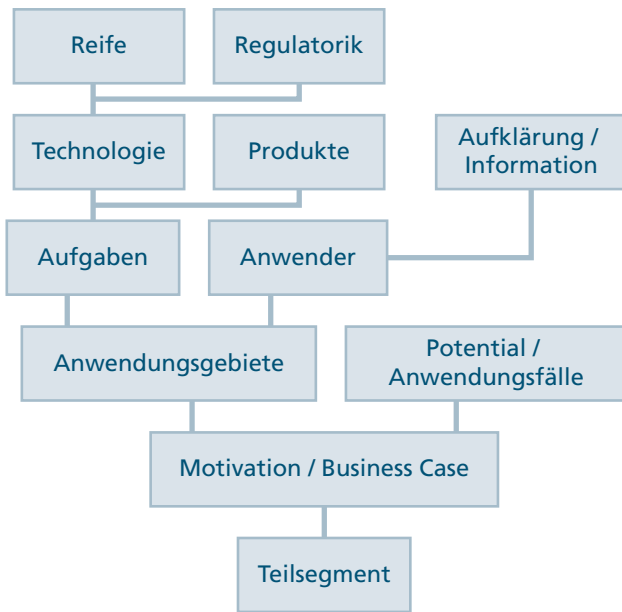 Reife
Regulatorik
Technologie
Produkte
Aufklärung /
Information
Aufgaben
Anwender
Anwendungsgebiete
Potential /
Anwendungsfälle
Motivation / Business Case
Teilsegment